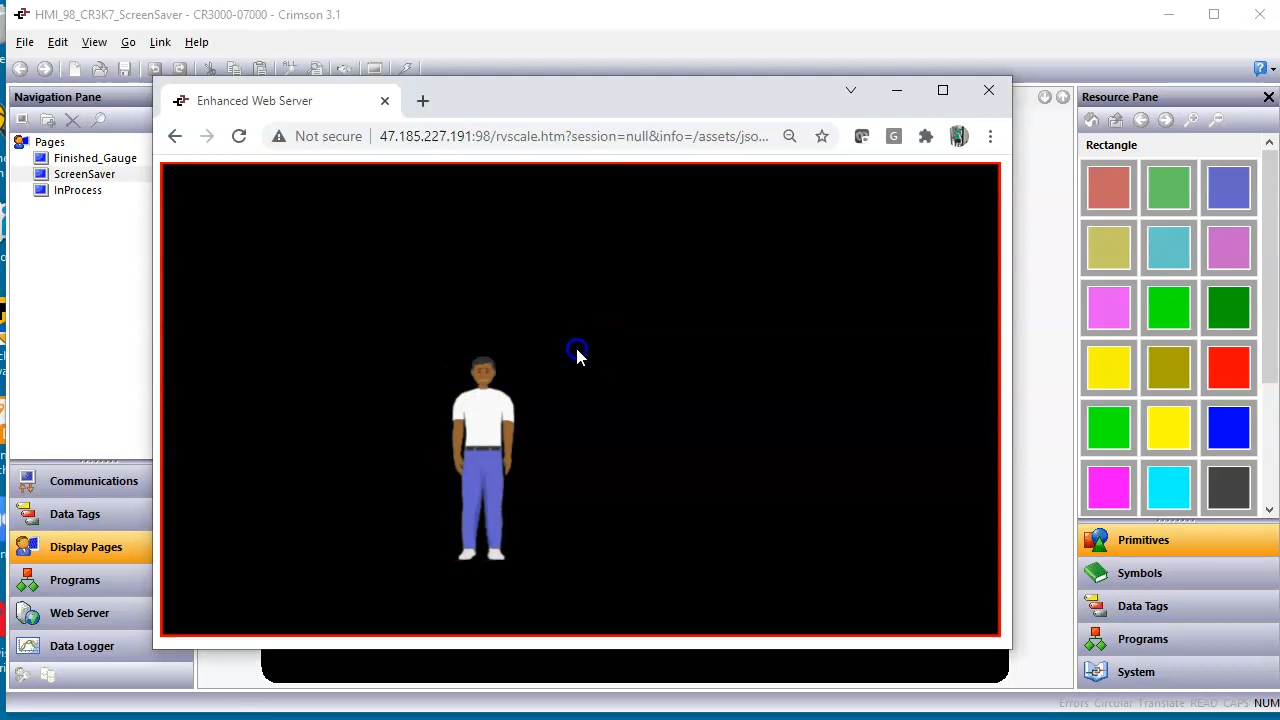 HMI_98_CR3K7_ScreenSaver - CR3000-07000 - Crimson 3.1
File Edit View Go Link Help
Navigation Pane
Pages
Finished_Gauge
ScreenSaver
InProcess
Communications
Data Tags
Display Pages
Programs
Web Server
Data Logger
Enhanced Web Server
Not secure 47.185.227.191:98/rvscale.htm?session=null&info=/assets/jso...
G
Resource Pane
Rectangle
Primitives
Symbols
Data Tags
Programs
System
Errors Circular Translate READ CAPS NUM